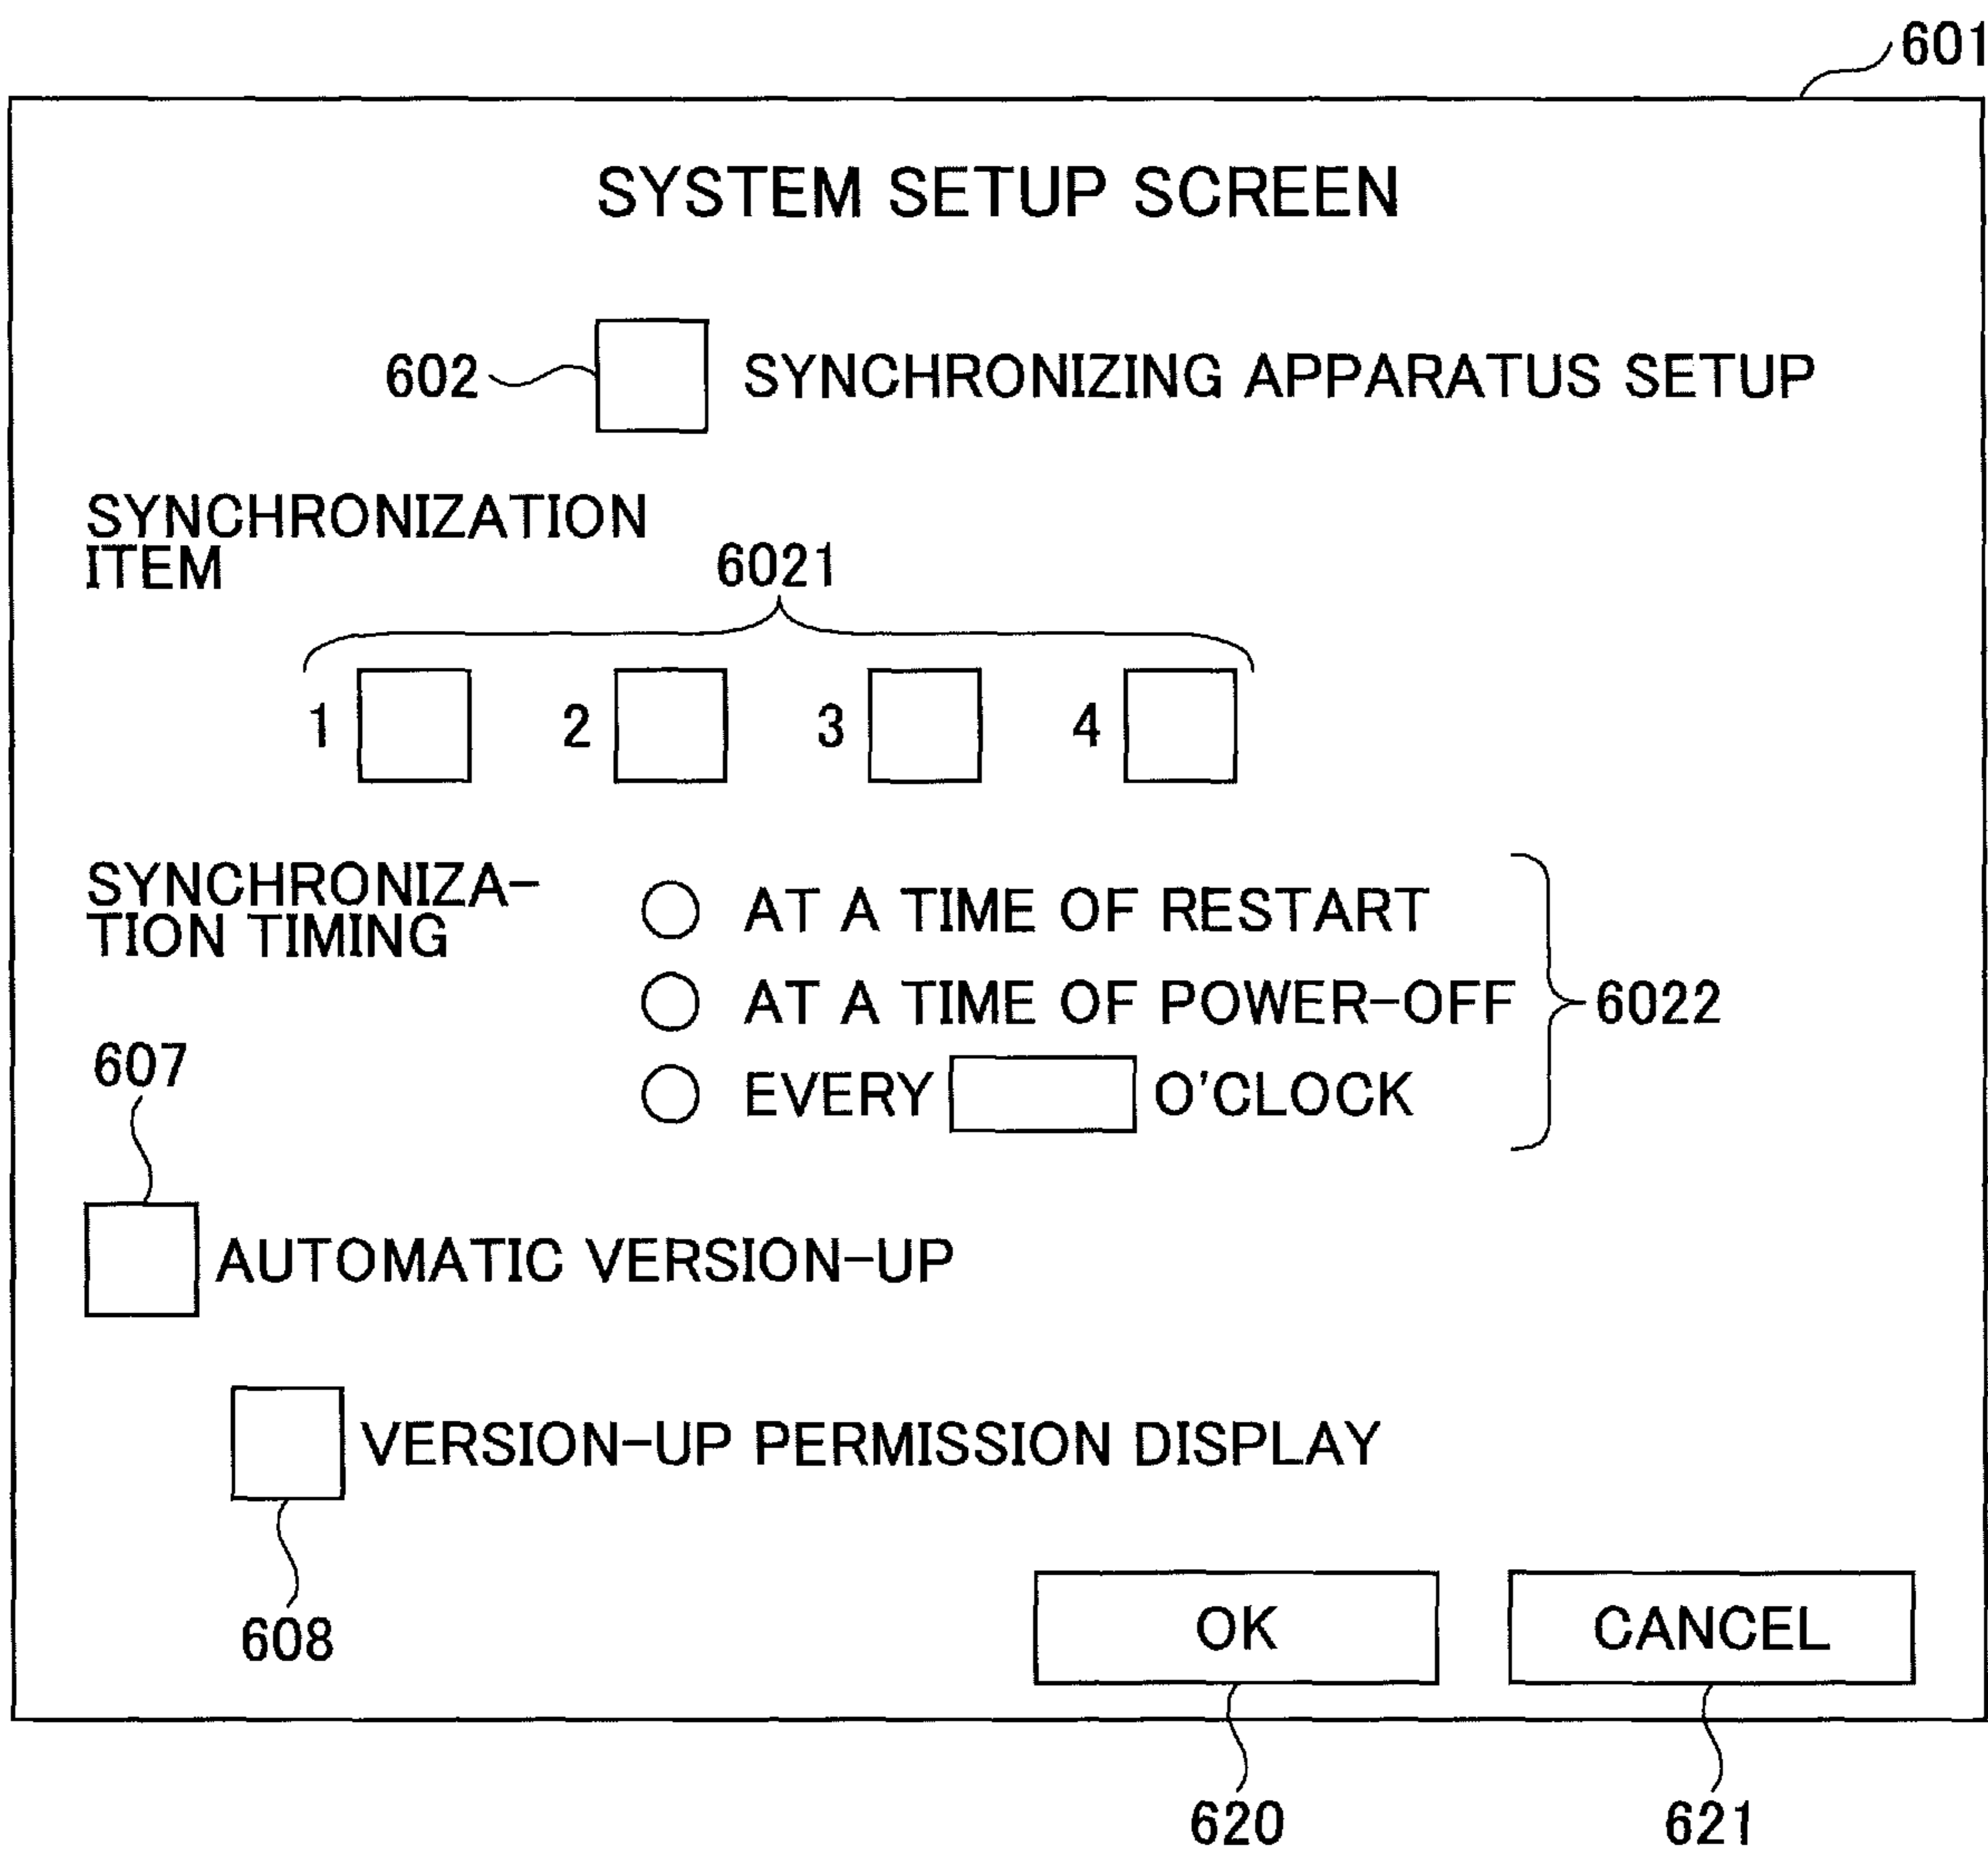 601
SYSTEM SETUP SCREEN
602
SYNCHRONIZING APPARATUS SETUP
SYNCHRONIZATION
ITEM
6021
1 2 3 4
SYNCHRONIZA-
TION TIMING
AT A TIME OF RESTART
AT A TIME OF POWER-OFF
6022
EVERY O'CLOCK
607
AUTOMATIC VERSION-UP
VERSION-UP PERMISSION DISPLAY
608
OK CANCEL
620 621